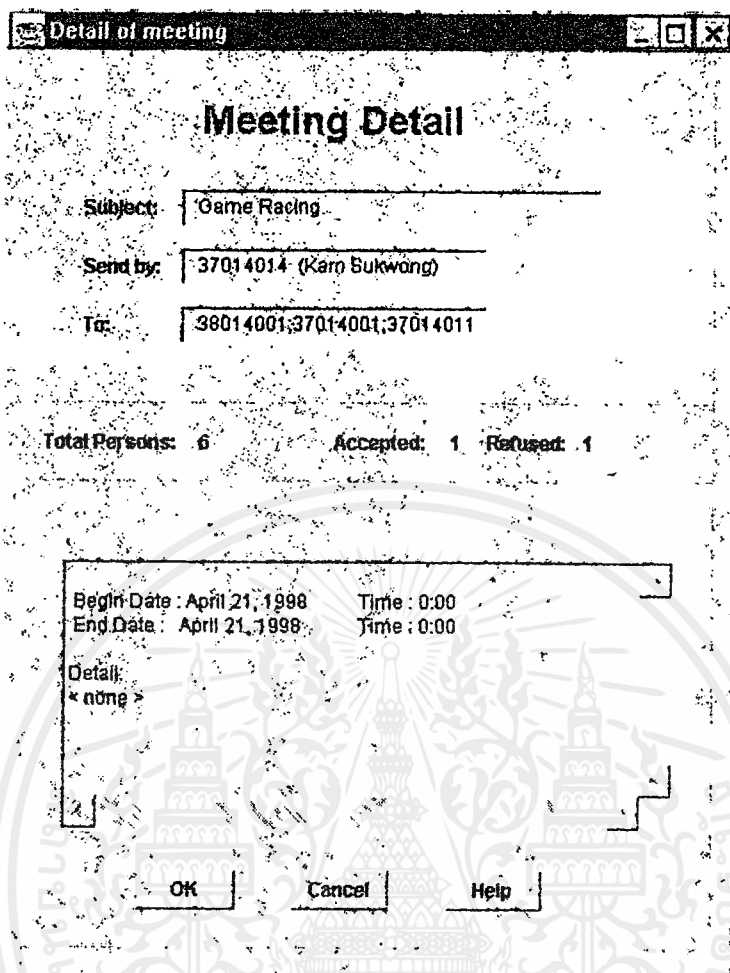 Detail of meeting
Meeting Detail
Subject: Game Racing
Send by: 37014014 (Karn Sukwong)
To: 38014001;37014001;37014011
Total Persons: 6 Accepted: 1 Refused: 1
Begin Date : April 21, 1998 Time : 0:00
End Date : April 21, 1998 Time : 0:00
Detail:
< none >
OK Cancel Help